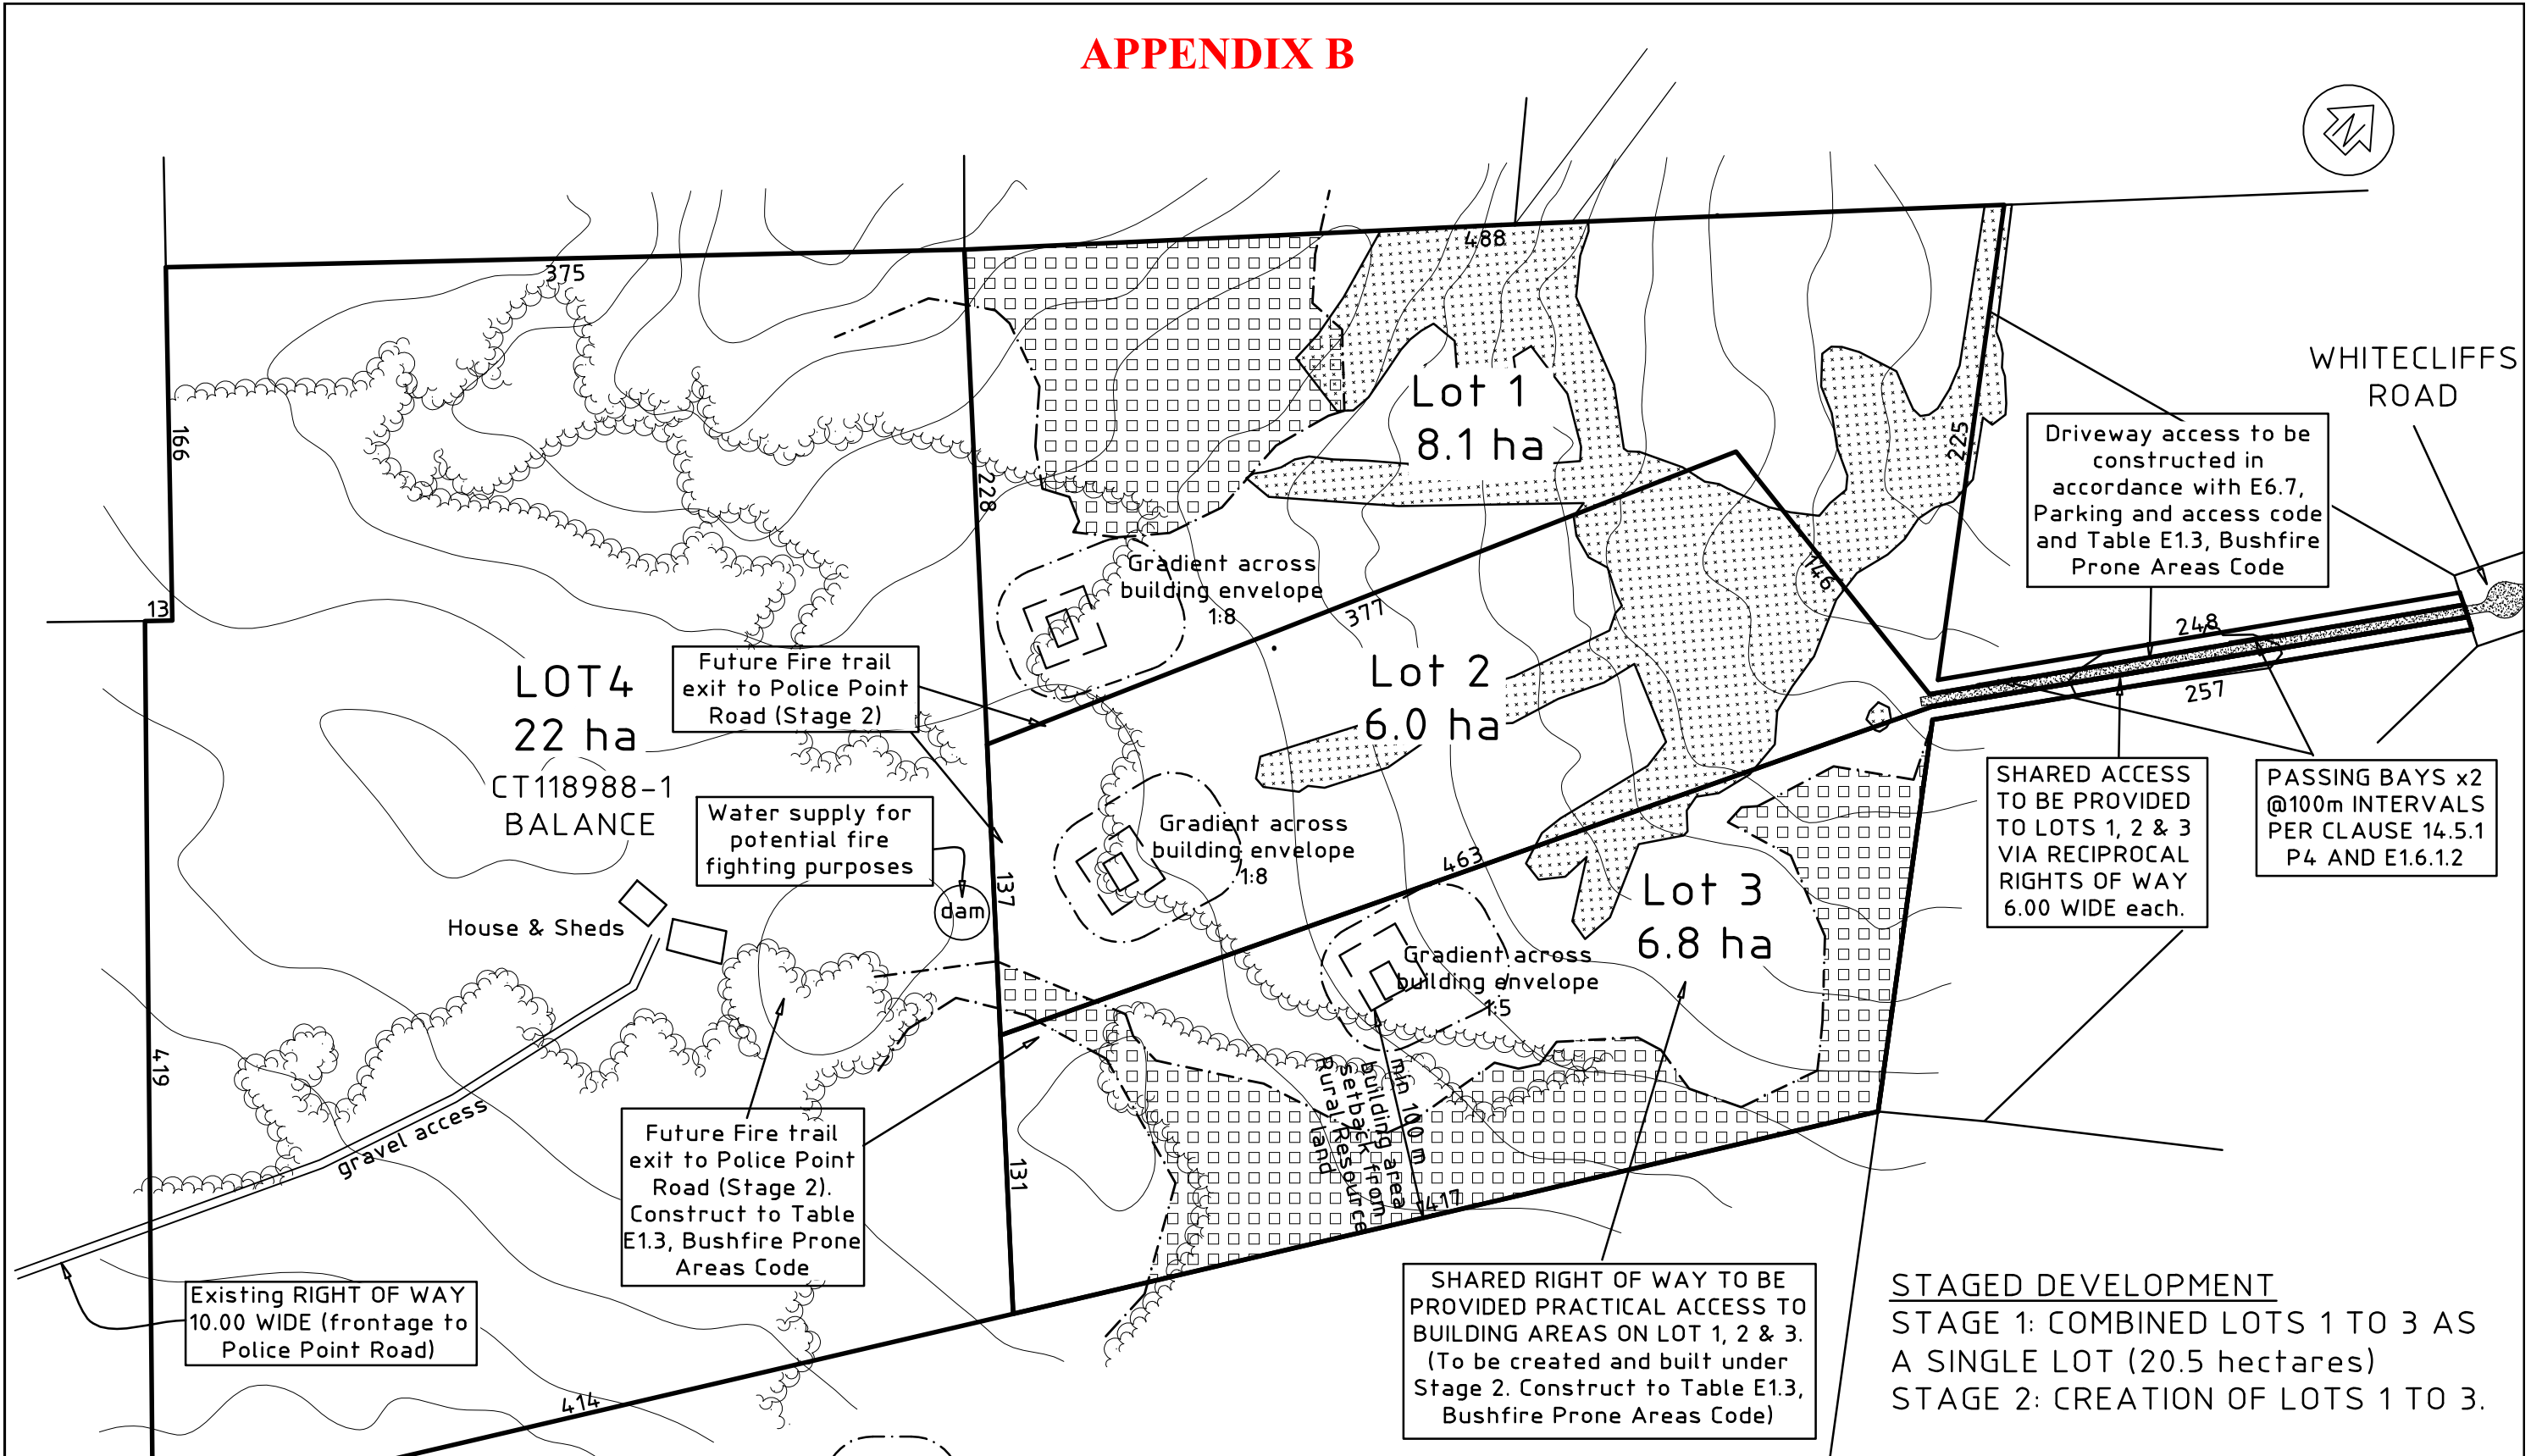 APPENDIX B
N
488
375
WHITECLIFFS
ROAD
Lot 1
8.1 ha
166
225
Driveway access to be
constructed in
accordance with E6.7,
Parking and access code
and Table E1.3, Bushfire
Prone Areas Code
228
Gradient across
building envelope
1:8
146
377
13
248
257
LOT4
22 ha
CT118988-1
BALANCE
Future Fire trail
exit to Police Point
Road (Stage 2)
Lot 2
6.0 ha
SHARED ACCESS
TO BE PROVIDED
TO LOTS 1, 2 & 3
VIA RECIPROCAL
RIGHTS OF WAY
6.00 WIDE each.
PASSING BAYS x2
@100m INTERVALS
PER CLAUSE 14.5.1
P4 AND E1.6.1.2
Water supply for
potential fire
fighting purposes
Gradient across
building envelope
1:8
463
137
dam
House & Sheds
Lot 3
6.8 ha
Gradient across
building envelope
1:5
419
gravel access
min 100 m
building area
setback from
Rural Resource
land
417
131
Future Fire trail
exit to Police Point
Road (Stage 2).
Construct to Table
E1.3, Bushfire Prone
Areas Code
Existing RIGHT OF WAY
10.00 WIDE (frontage to
Police Point Road)
414
SHARED RIGHT OF WAY TO BE
PROVIDED PRACTICAL ACCESS TO
BUILDING AREAS ON LOT 1, 2 & 3.
(To be created and built under
Stage 2. Construct to Table E1.3,
Bushfire Prone Areas Code)
STAGED DEVELOPMENT
STAGE 1: COMBINED LOTS 1 TO 3 AS
A SINGLE LOT (20.5 hectares)
STAGE 2: CREATION OF LOTS 1 TO 3.